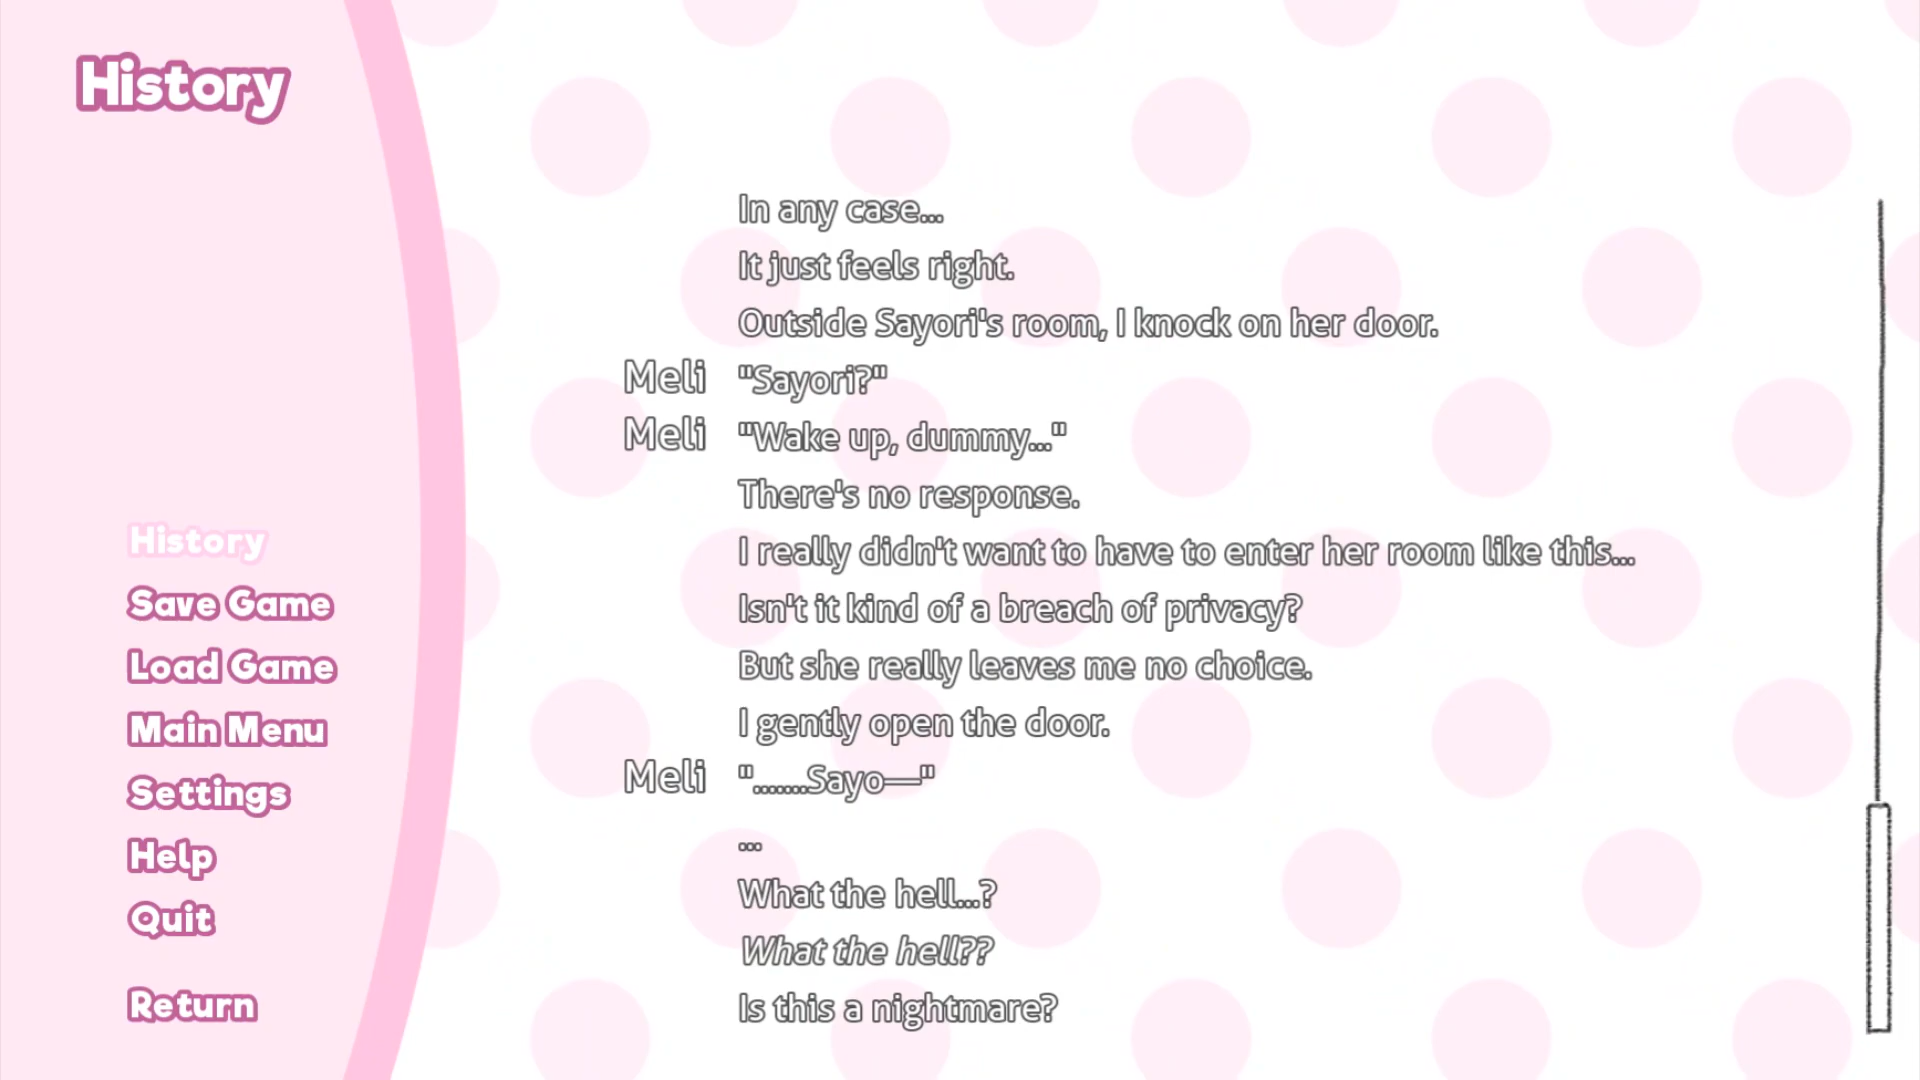 History
In any case...
It just feels right.
Outside Sayori's room, I knock on her door.
Meli "Sayori?"
Meli "Wake up, dummy..."
There's no response.
I really didn't want to have to enter her room like this...
Isn't it kind of a breach of privacy?
But she really leaves me no choice.
I gently open the door.
Meli ".......Sayo—"
...
What the hell...?
What the hell??
Is this a nightmare?
History
Save Game
Load Game
Main Menu
Settings
Help
Quit
Return